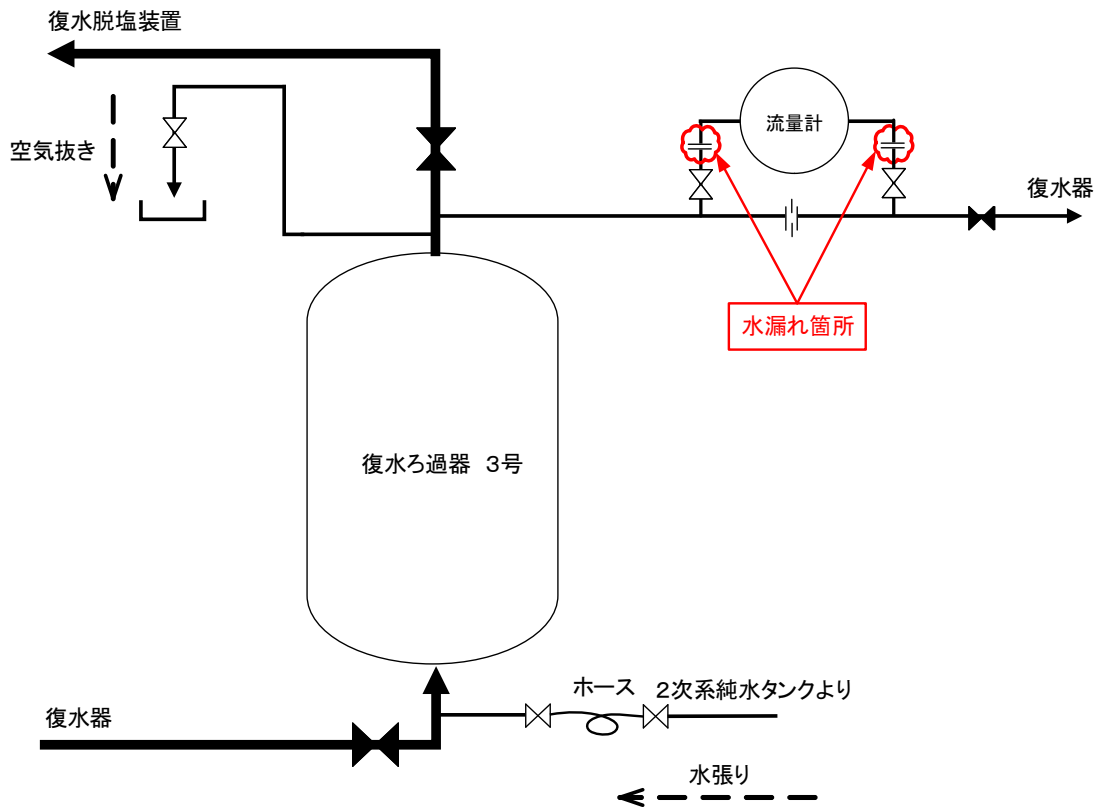 復水脱塩装置
空気抜き
流量計
復水器
水漏れ箇所
復水ろ過器 3号
ホース
2次系純水タンクより
復水器
水張り